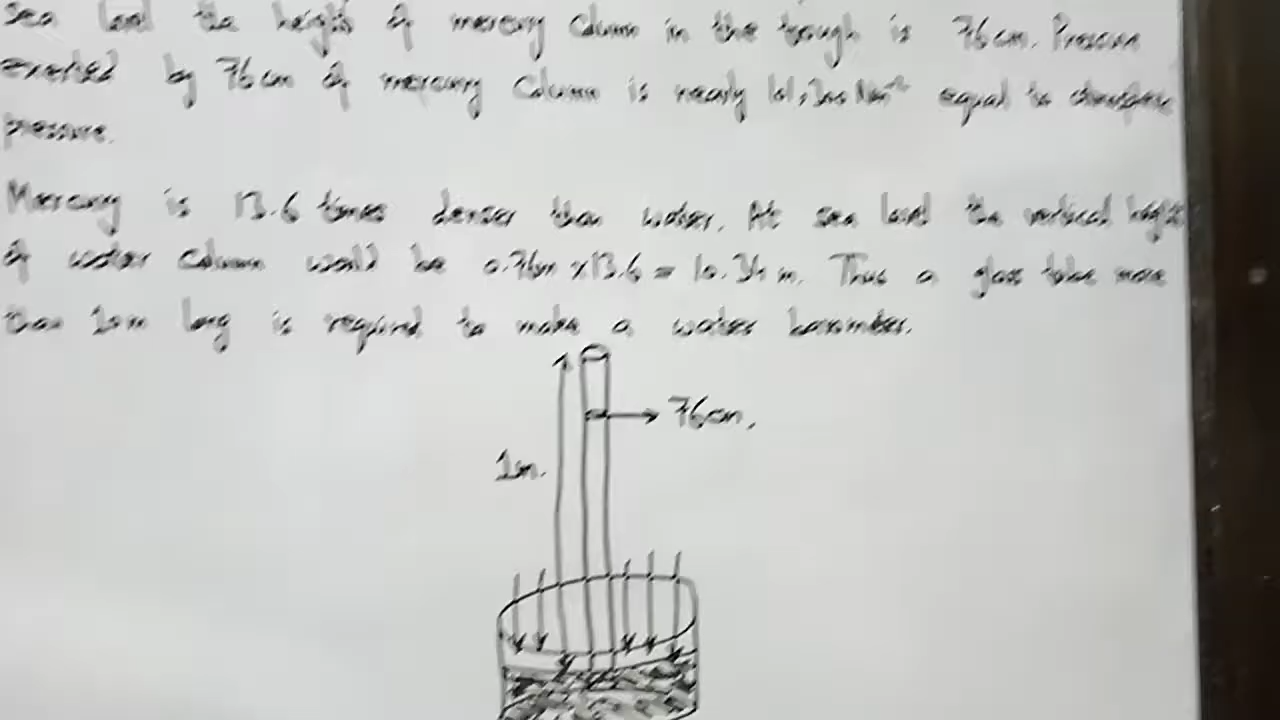 Sea level the height of mercury column in the trough is 76cm. Pressure
exerted by 76cm of mercury column is nearly 101,300 Nm⁻² equal to atmospheric
pressure.
Mercury is 13.6 times denser than water. At sea level the vertical height
of water column would be 0.76m x 13.6 = 10.34 m. Thus a glass tube more
than 10m long is required to make a water barometer.
76cm.
1m.